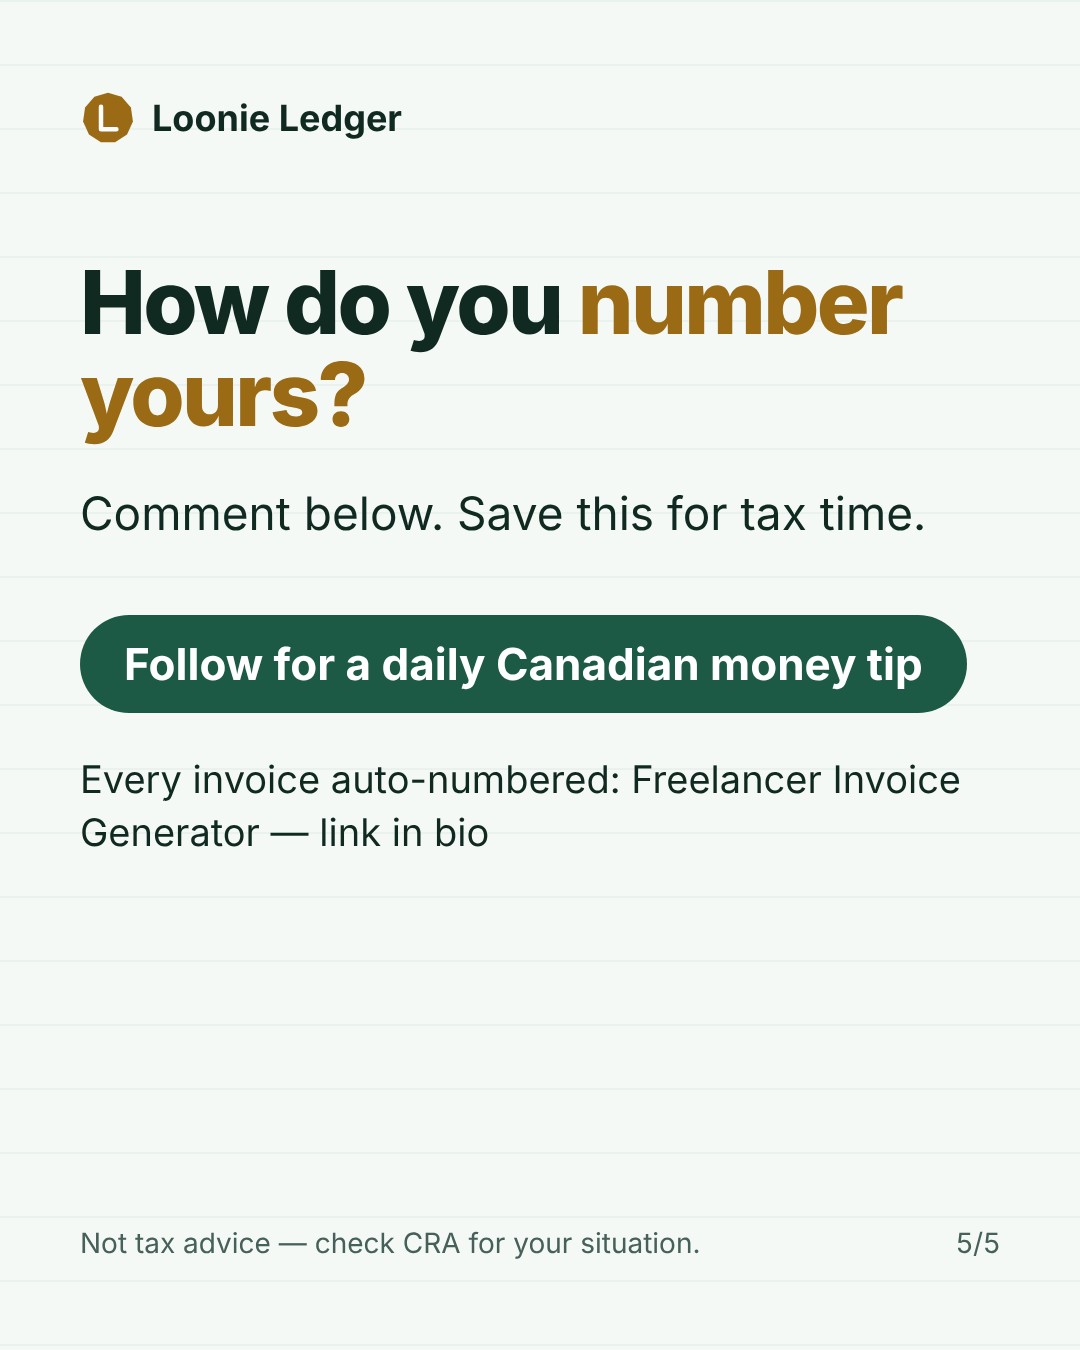 L
Loonie Ledger
How do you number
yours?
Comment below. Save this for tax time.
Follow for a daily Canadian money tip
Every invoice auto-numbered: Freelancer Invoice
Generator — link in bio
Not tax advice — check CRA for your situation.
5/5